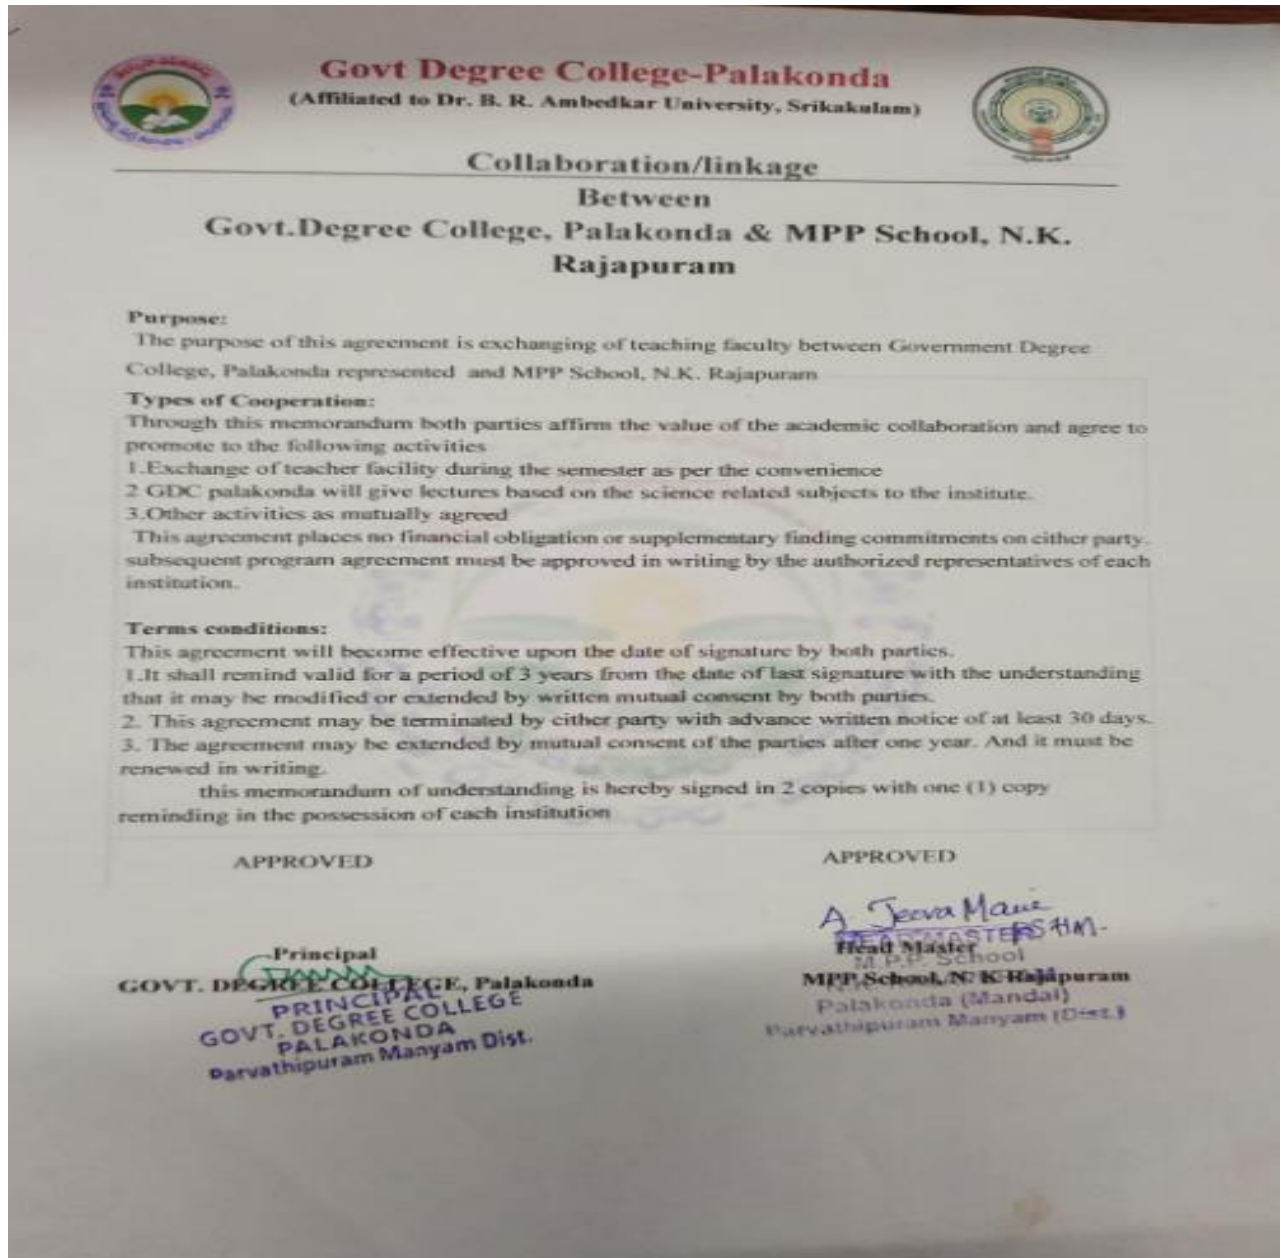 Govt Degree College-Palakonda
(Affiliated to Dr. B. R. Ambedkar University, Srikakulam)
Collaboration/linkage
Between
Govt.Degree College, Palakonda & MPP School, N.K.
Rajapuram
Purpose:
The purpose of this agreement is exchanging of teaching faculty between Government Degree
College, Palakonda represented and MPP School, N.K. Rajapuram
Types of Cooperation:
Through this memorandum both parties affirm the value of the academic collaboration and agree to
promote to the following activities
1.Exchange of teacher facility during the semester as per the convenience
2 GDC palakonda will give lectures based on the science related subjects to the institute.
3.Other activities as mutually agreed
This agreement places no financial obligation or supplementary finding commitments on either party.
subsequent program agreement must be approved in writing by the authorized representatives of each
institution.
Terms conditions:
This agreement will become effective upon the date of signature by both parties.
1.It shall remind valid for a period of 3 years from the date of last signature with the understanding
that it may be modified or extended by written mutual consent by both parties.
2. This agreement may be terminated by either party with advance written notice of at least 30 days.
3. The agreement may be extended by mutual consent of the parties after one year. And it must be
renewed in writing.
this memorandum of understanding is hereby signed in 2 copies with one (1) copy
reminding in the possession of each institution
APPROVED
Principal
GOVT. DEGREE COLLEGE, Palakonda
PRINCIPAL
GOVT. DEGREE COLLEGE
PALAKONDA
Parvathipuram Manyam Dist.
APPROVED
A Jeeva Mani
Head Master
M.P.P. School
MPP School, N. K Rajapuram
Palakonda (Mandal)
Parvathipuram Manyam (Dist.)